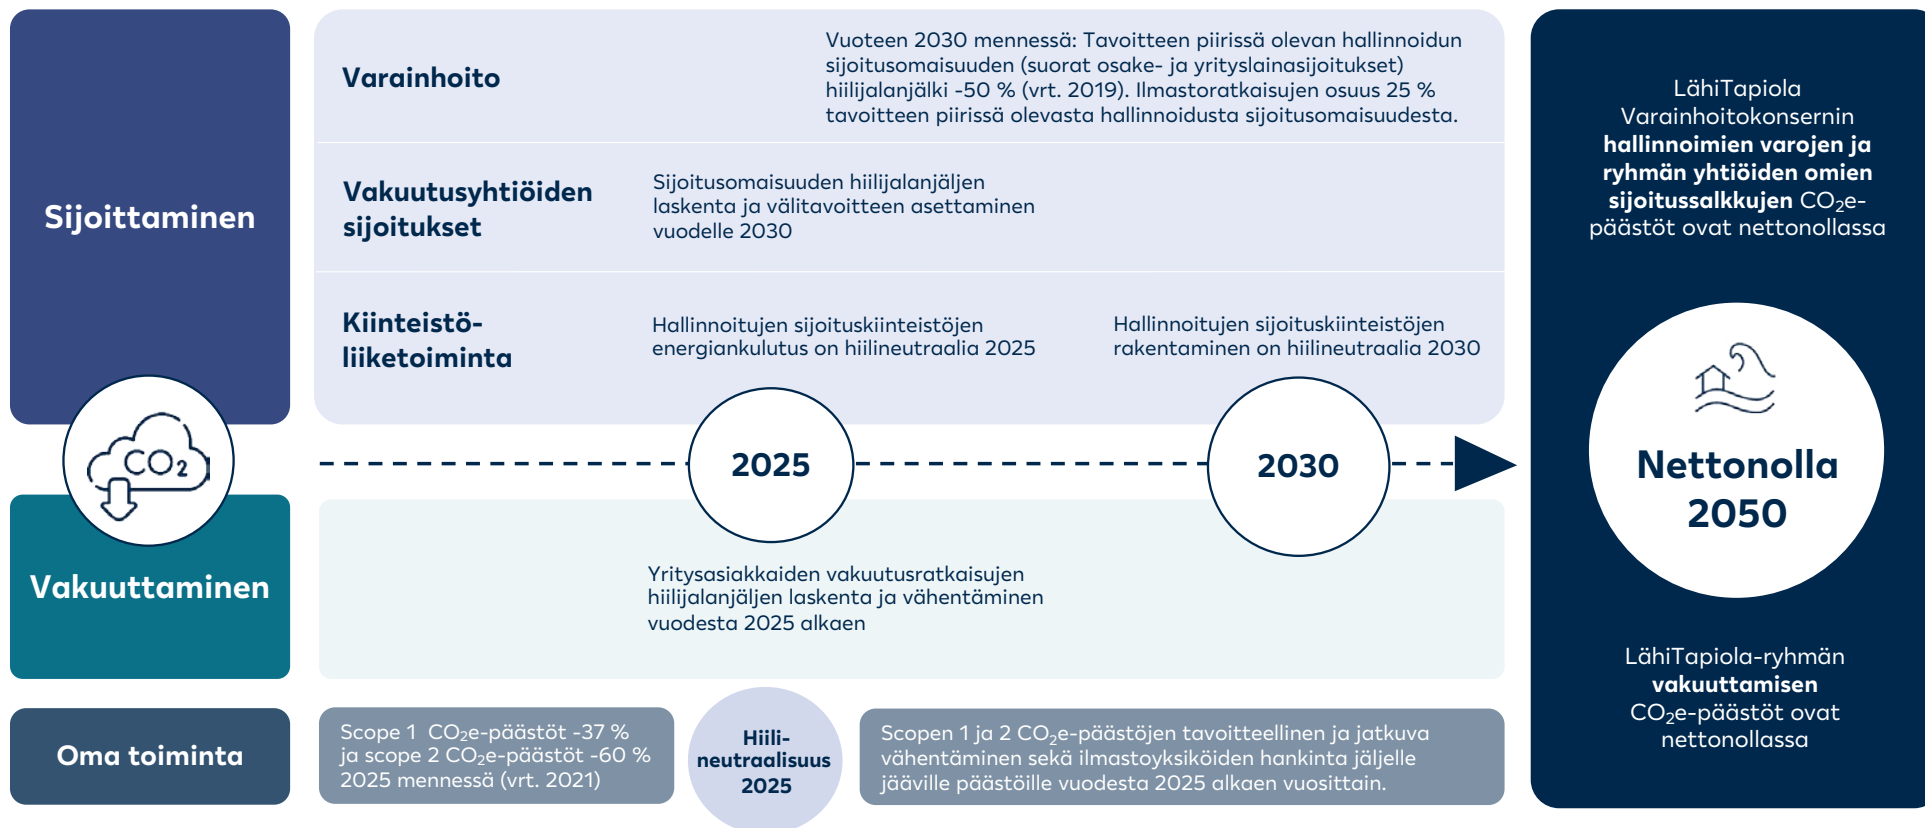 Sijoittaminen
Varainhoito
Vuoteen 2030 mennessä: Tavoitteen piirissä olevan hallinnoidun
sijoitusomaisuuden (suorat osake- ja yrityslainasijoitukset)
hiilijalanjälki -50 % (vrt. 2019). Ilmastoratkaisujen osuus 25 %
tavoitteen piirissä olevasta hallinnoidusta sijoitusomaisuudesta.
Vakuutusyhtiöiden
sijoitukset
Sijoitusomaisuuden hiilijalanjäljen
laskenta ja välitavoitteen asettaminen
vuodelle 2030
Kiinteistö-
liiketoiminta
Hallinnoitujen sijoituskiinteistöjen
energiankulutus on hiilineutraalia 2025
Hallinnoitujen sijoituskiinteistöjen
rakentaminen on hiilineutraalia 2030
CO₂
2025
2030
Vakuuttaminen
Yritysasiakkaiden vakuutusratkaisujen
hiilijalanjäljen laskenta ja vähentäminen
vuodesta 2025 alkaen
Oma toiminta
Scope 1 CO₂e-päästöt -37 %
ja scope 2 CO₂e-päästöt -60 %
2025 mennessä (vrt. 2021)
Hiili-
neutraalisuus
2025
Scopen 1 ja 2 CO₂e-päästöjen tavoitteellinen ja jatkuva
vähentäminen sekä ilmastoyksiköiden hankinta jäljelle
jääville päästöille vuodesta 2025 alkaen vuosittain.
LähiTapiola
Varainhoitokonsernin
hallinnoimien varojen ja
ryhmän yhtiöiden omien
sijoitussalkkujen CO₂e-
päästöt ovat nettonollassa
Nettonolla
2050
LähiTapiola-ryhmän
vakuuttamisen
CO₂e-päästöt ovat
nettonollassa